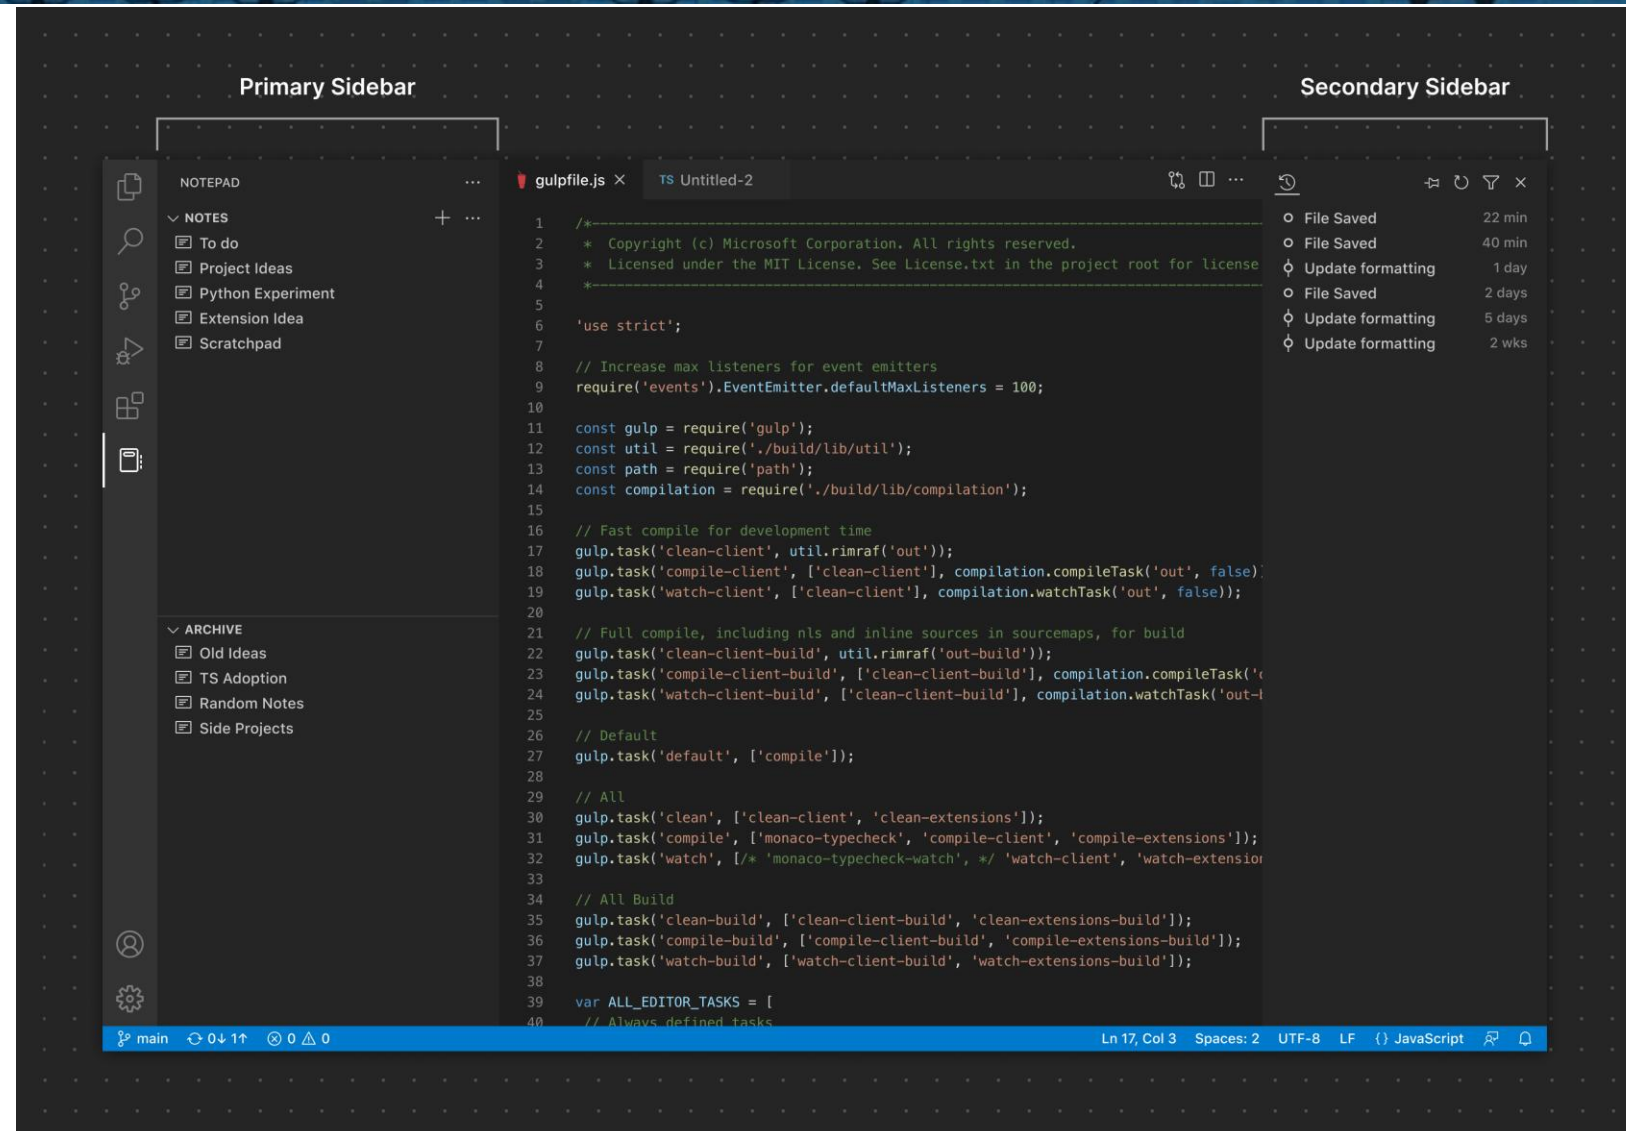 Primary Sidebar
Secondary Sidebar
NOTEPAD
NOTES
To do
Project Ideas
Python Experiment
Extension Idea
Scratchpad
ARCHIVE
Old Ideas
TS Adoption
Random Notes
Side Projects
gulpfile.js
TS Untitled-2
1 /*
2 * Copyright (c) Microsoft Corporation. All rights reserved.
3 * Licensed under the MIT License. See License.txt in the project root for license
4 *
5
6 'use strict';
7
8 // Increase max listeners for event emitters
9 require('events').EventEmitter.defaultMaxListeners = 100;
10
11 const gulp = require('gulp');
12 const util = require('./build/lib/util');
13 const path = require('path');
14 const compilation = require('./build/lib/compilation');
15
16 // Fast compile for development time
17 gulp.task('clean-client', util.rimraf('out'));
18 gulp.task('compile-client', ['clean-client'], compilation.compileTask('out', false)
19 gulp.task('watch-client', ['clean-client'], compilation.watchTask('out', false));
20
21 // Full compile, including nls and inline sources in sourcemaps, for build
22 gulp.task('clean-client-build', util.rimraf('out-build'));
23 gulp.task('compile-client-build', ['clean-client-build'], compilation.compileTask('
24 gulp.task('watch-client-build', ['clean-client-build'], compilation.watchTask('out-
25
26 // Default
27 gulp.task('default', ['compile']);
28
29 // All
30 gulp.task('clean', ['clean-client', 'clean-extensions']);
31 gulp.task('compile', ['monaco-typecheck', 'compile-client', 'compile-extensions']);
32 gulp.task('watch', [/* 'monaco-typecheck-watch', */ 'watch-client', 'watch-extension
33
34 // All Build
35 gulp.task('clean-build', ['clean-client-build', 'clean-extensions-build']);
36 gulp.task('compile-build', ['compile-client-build', 'compile-extensions-build']);
37 gulp.task('watch-build', ['watch-client-build', 'watch-extensions-build']);
38
39 var ALL_EDITOR_TASKS = [
40 // Always defined tasks
File Saved 22 min
File Saved 40 min
Update formatting 1 day
File Saved 2 days
Update formatting 5 days
Update formatting 2 wks
main 0↓ 1↑ 0 0
Ln 17, Col 3 Spaces: 2 UTF-8 LF {} JavaScript